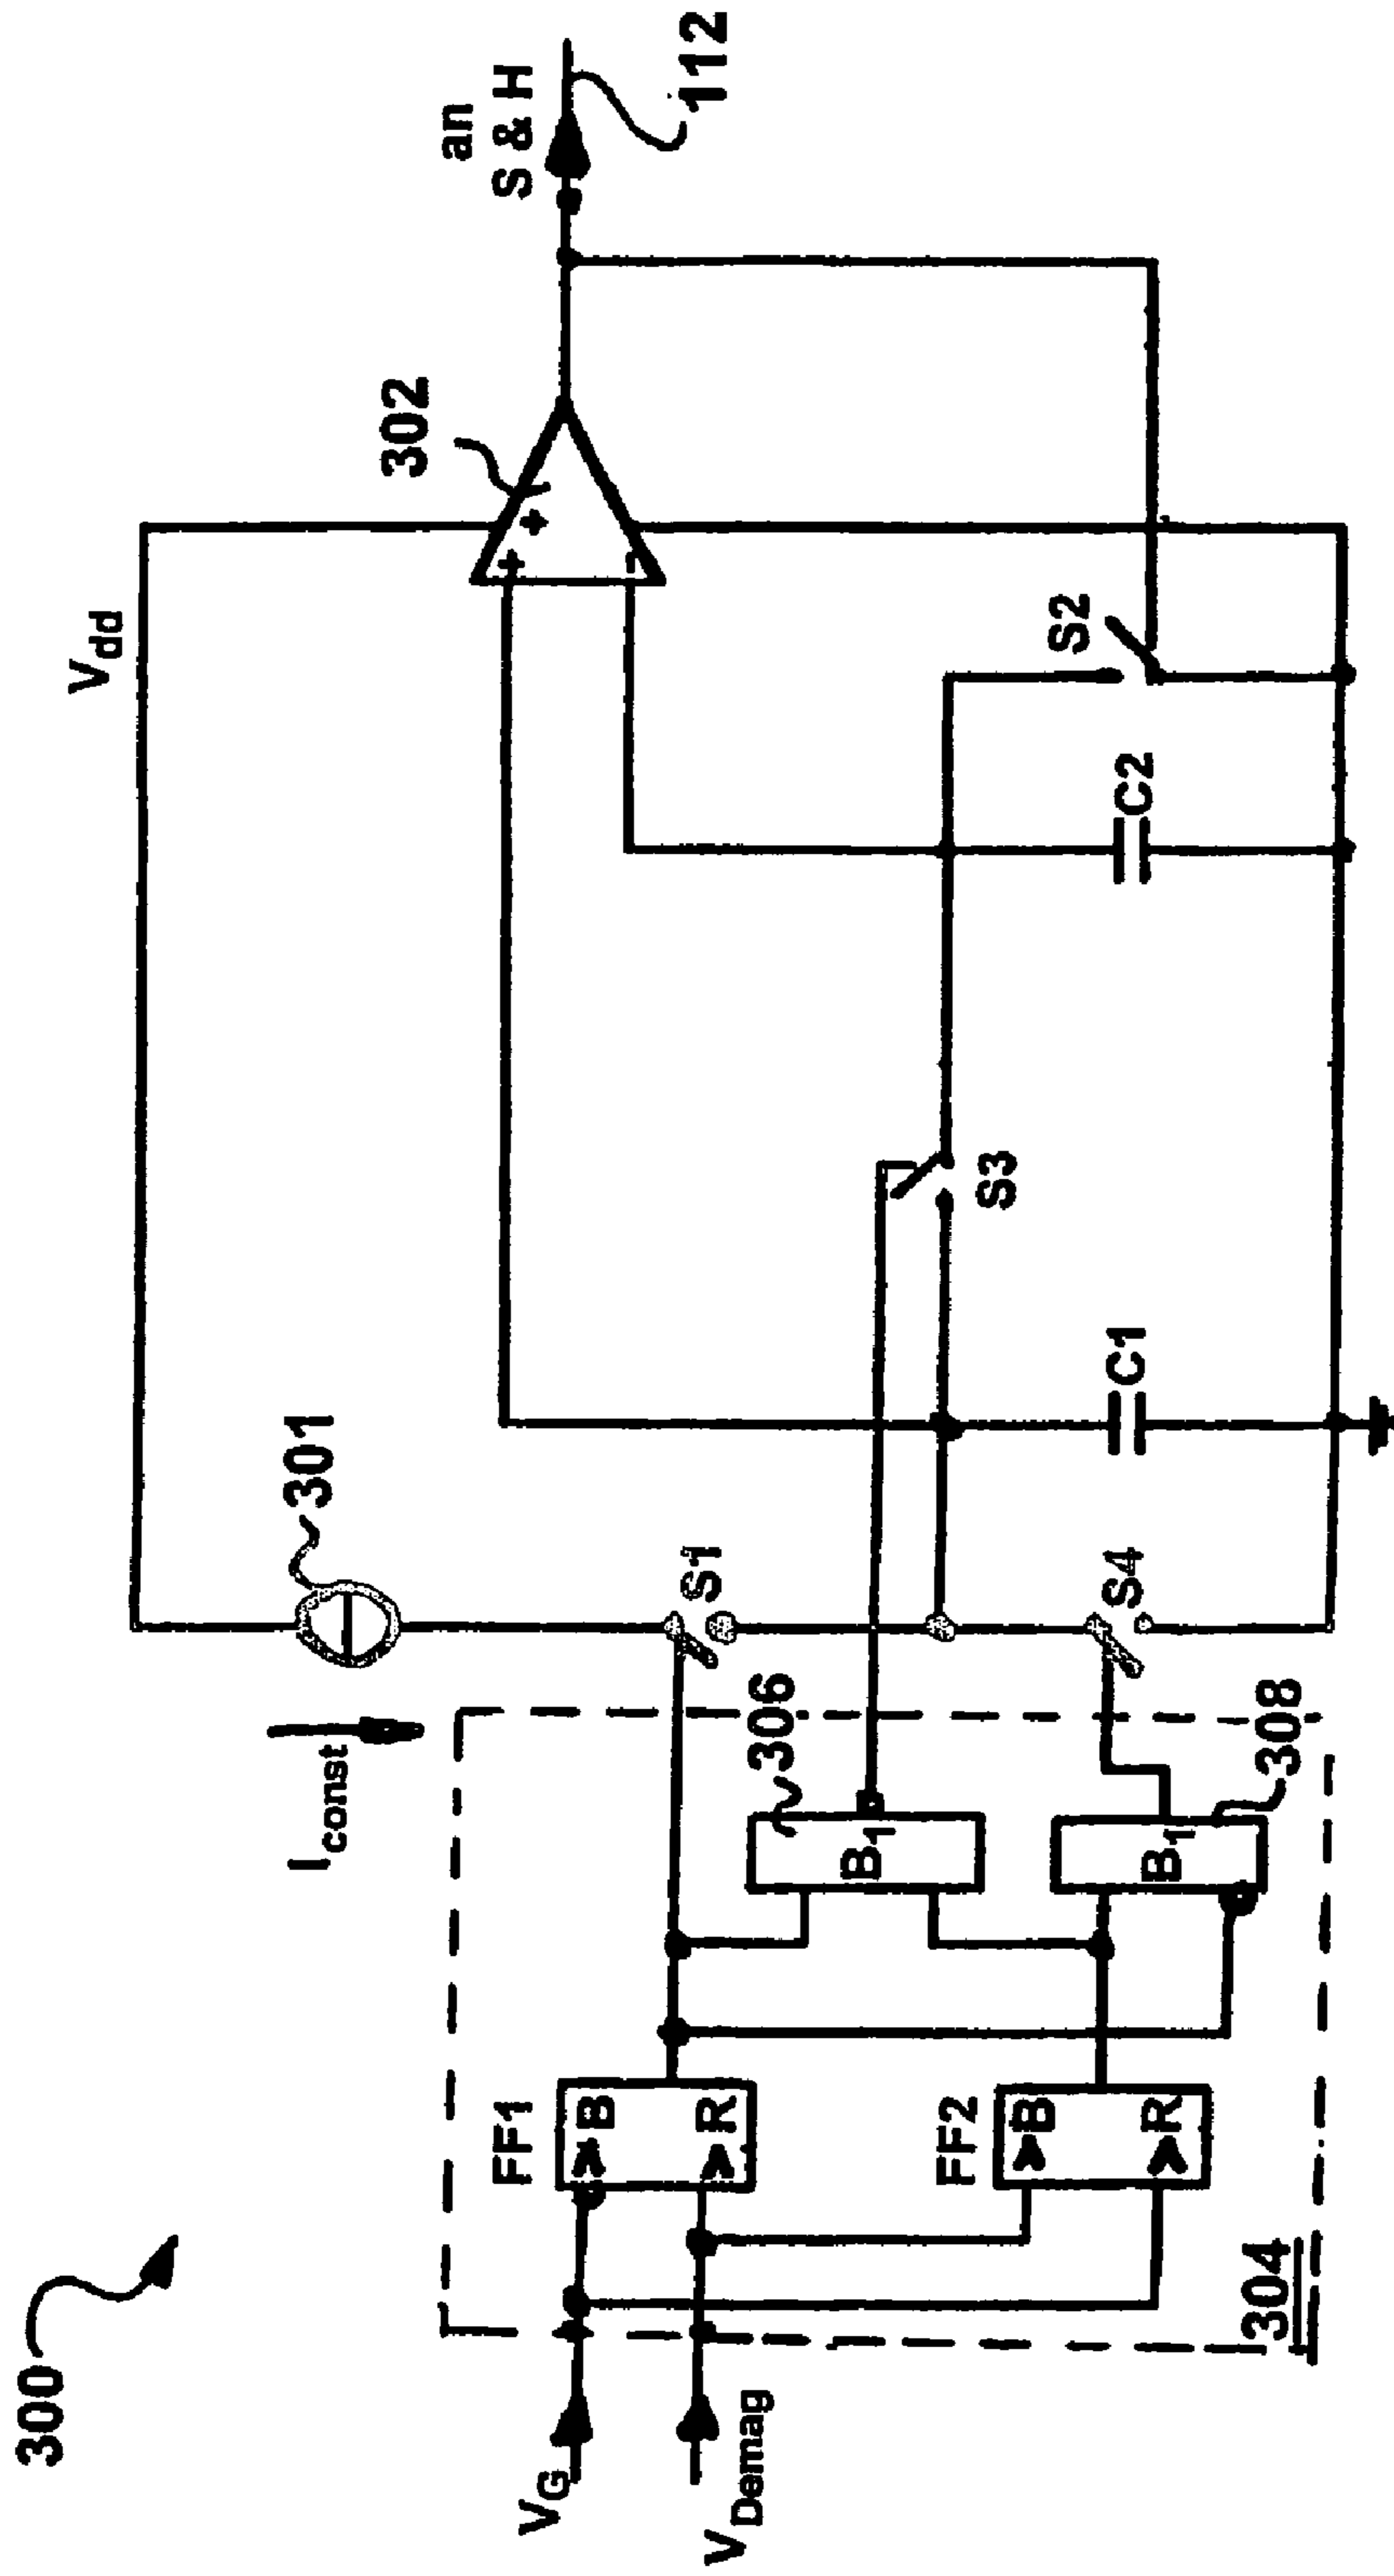 300
V_G
V_Demag
304
FF1
B
R
FF2
B
R
306
B1
B1
308
I_const
301
S1
S4
C1
S3
C2
S2
V_dd
302
+
+
-
an
S & H
112